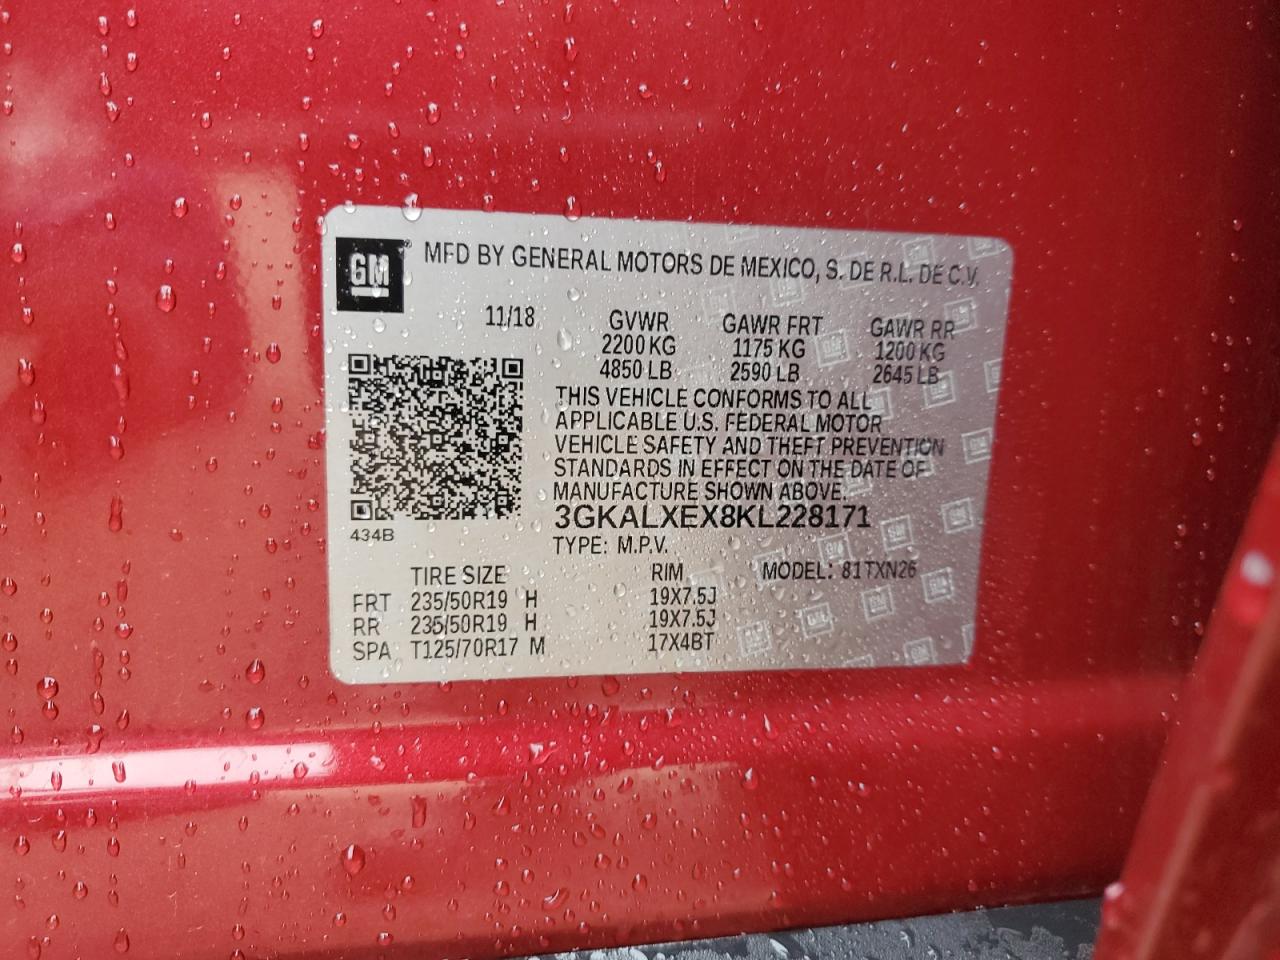 GM MFD BY GENERAL MOTORS DE MEXICO, S. DE R.L. DE C.V.
11/18 GVWR GAWR FRT GAWR RR
2200 KG 1175 KG 1200 KG
4850 LB 2590 LB 2645 LB
THIS VEHICLE CONFORMS TO ALL
APPLICABLE U.S. FEDERAL MOTOR
VEHICLE SAFETY AND THEFT PREVENTION
STANDARDS IN EFFECT ON THE DATE OF
MANUFACTURE SHOWN ABOVE.
3GKALXEX8KL228171
434B
TYPE: M.P.V.
TIRE SIZE RIM MODEL: 81TXN26
FRT 235/50R19 H 19X7.5J
RR 235/50R19 H 19X7.5J
SPA T125/70R17 M 17X4BT